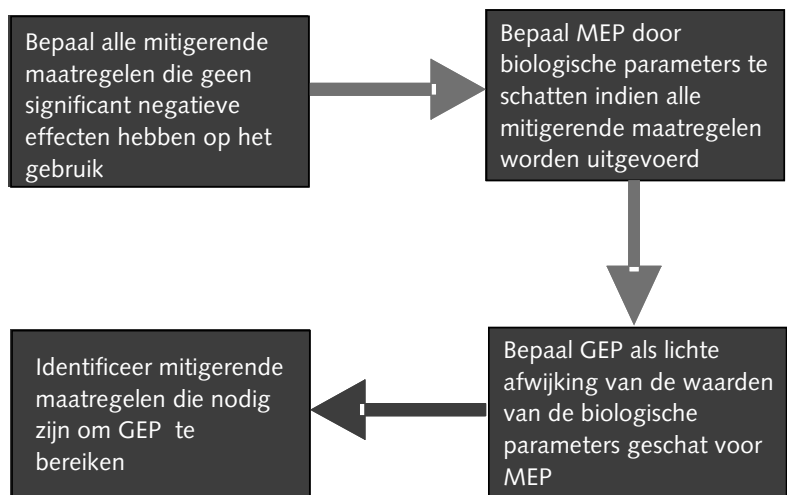 Bepaal alle mitigerende
maatregelen die geen
significant negatieve
effecten hebben op het
gebruik
Bepaal MEP door
biologische parameters te
schatten indien alle
mitigerende maatregelen
worden uitgevoerd
Bepaal GEP als lichte
afwijking van de waarden
van de biologische
parameters geschat voor
MEP
Identificeer mitigerende
maatregelen die nodig
zijn om GEP te
bereiken